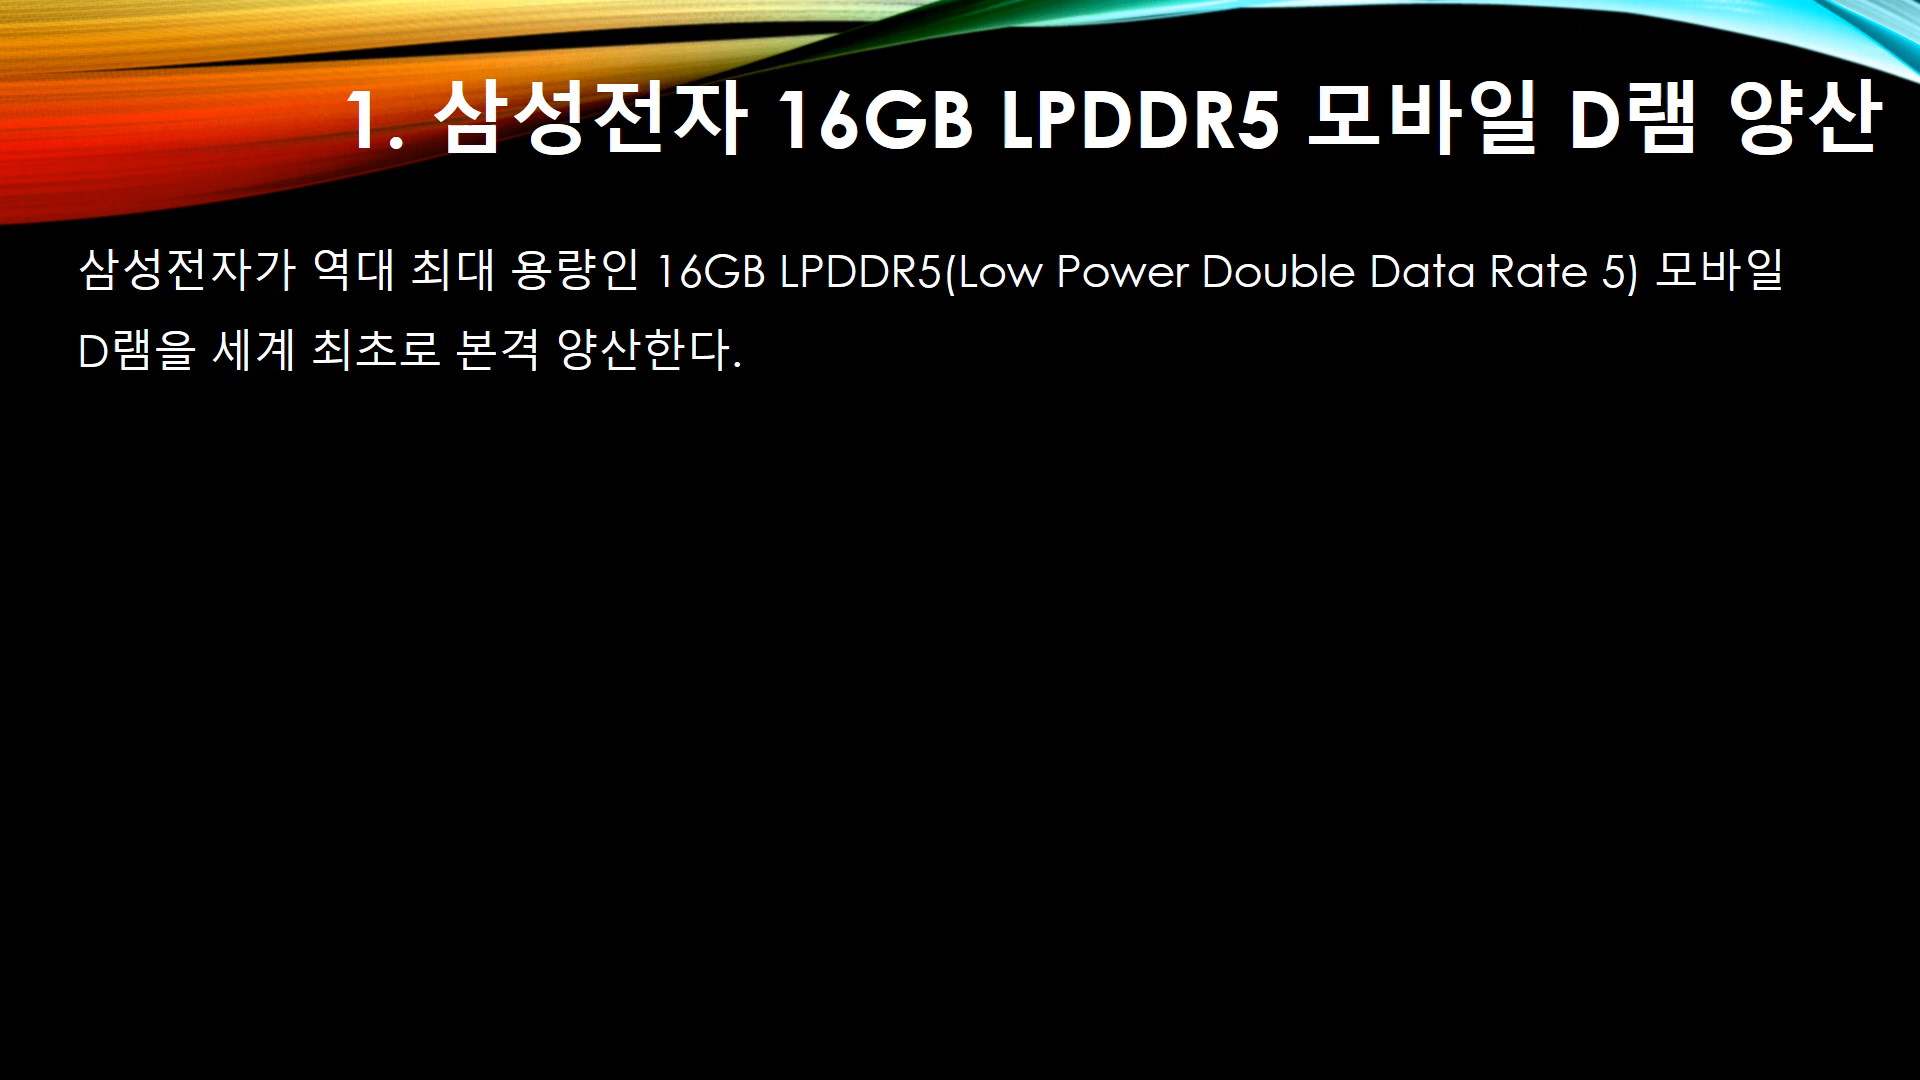 1. 삼성전자 16GB LPDDR5 모바일 D램 양산
삼성전자가 역대 최대 용량인 16GB LPDDR5(Low Power Double Data Rate 5) 모바일
D램을 세계 최초로 본격 양산한다.